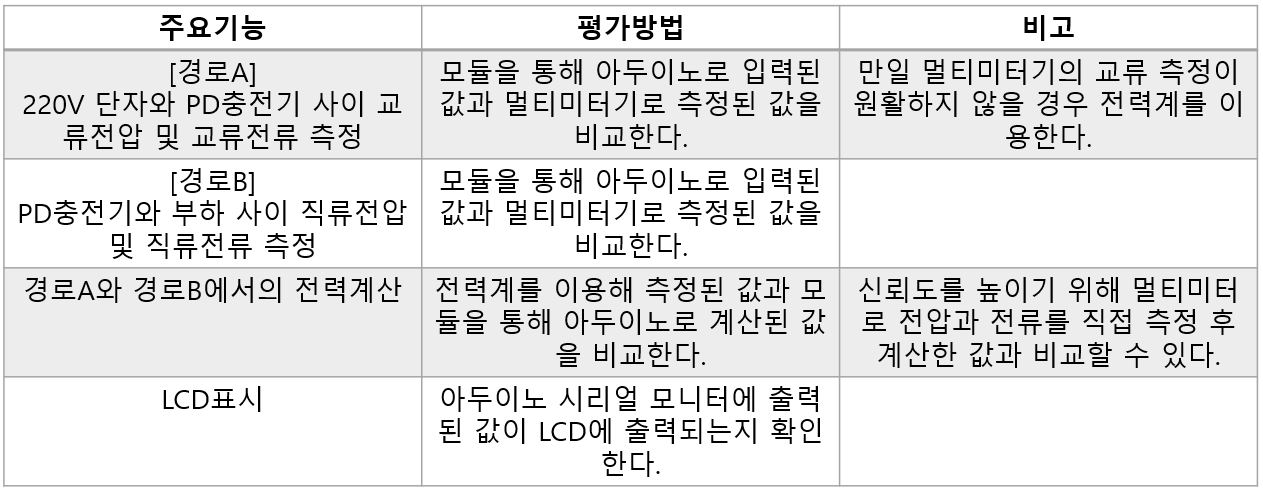 주요기능
평가방법
비고
[경로A]
220V 단자와 PD충전기 사이 교
류전압 및 교류전류 측정
모듈을 통해 아두이노로 입력된
값과 멀티미터기로 측정된 값을
비교한다.
만일 멀티미터기의 교류 측정이
원활하지 않을 경우 전력계를 이
용한다.
[경로B]
PD충전기와 부하 사이 직류전압
및 직류전류 측정
모듈을 통해 아두이노로 입력된
값과 멀티미터기로 측정된 값을
비교한다.
경로A와 경로B에서의 전력계산
전력계를 이용해 측정된 값과 모
듈을 통해 아두이노로 계산된 값
을 비교한다.
신뢰도를 높이기 위해 멀티미터
로 전압과 전류를 직접 측정 후
계산한 값과 비교할 수 있다.
LCD표시
아두이노 시리얼 모니터에 출력
된 값이 LCD에 출력되는지 확인
한다.